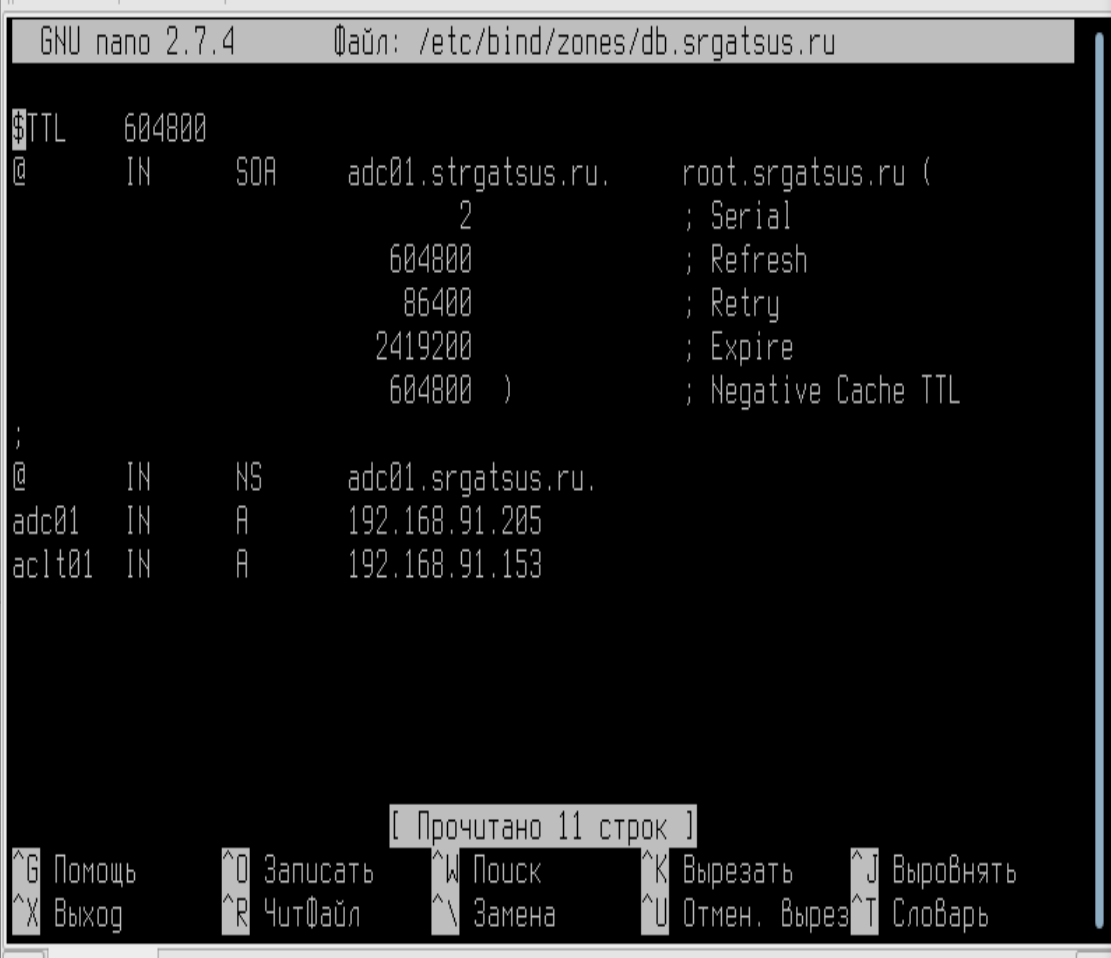 GNU nano 2.7.4 Файл: /etc/bind/zones/db.srgatsus.ru
$TTL 604800
@ IN SOA adc01.strgatsus.ru. root.srgatsus.ru (
2 ; Serial
604800 ; Refresh
86400 ; Retry
2419200 ; Expire
604800 ) ; Negative Cache TTL
;
@ IN NS adc01.srgatsus.ru.
adc01 IN A 192.168.91.205
aclt01 IN A 192.168.91.153
[ Прочитано 11 строк ]
^G Помощь ^O Записать ^W Поиск ^K Вырезать ^J Выровнять
^X Выход ^R ЧитФайл ^\ Замена ^U Отмен. Вырез ^T Словарь